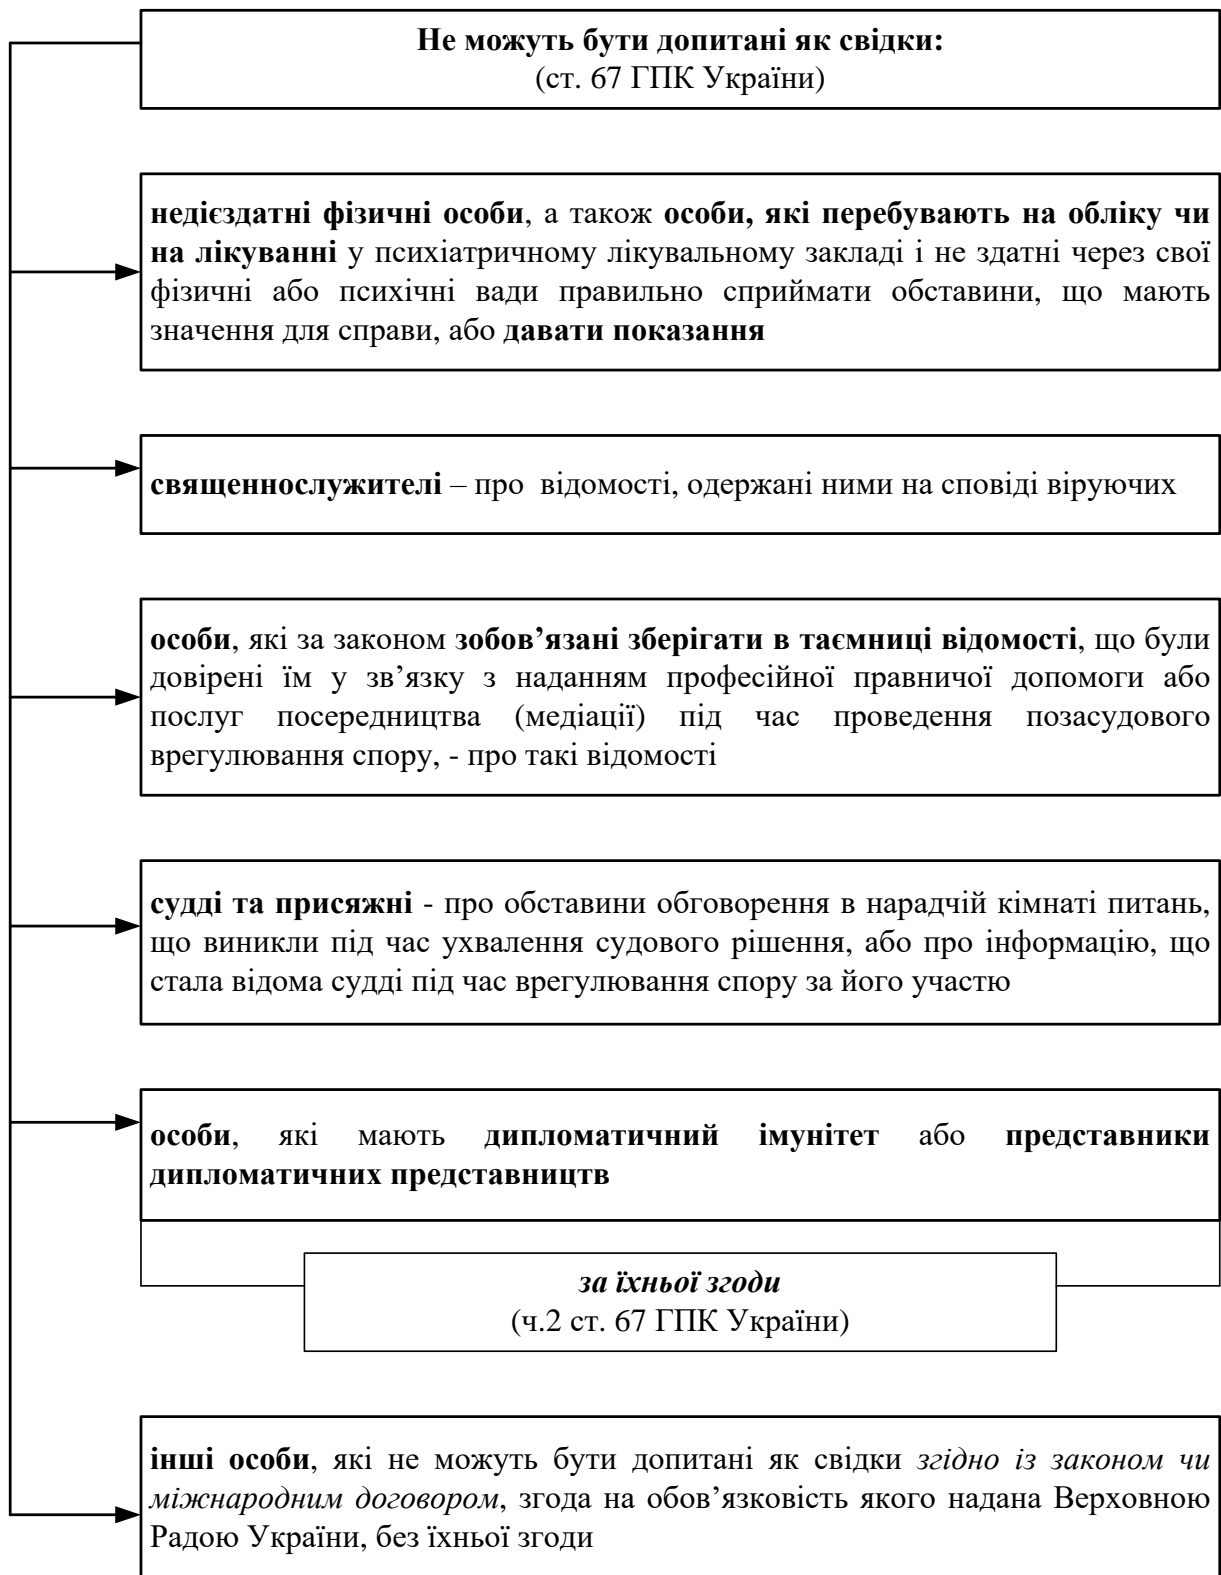 Не можуть бути допитані як свідки:
(ст. 67 ГПК України)
недієздатні фізичні особи, а також особи, які перебувають на обліку чи
на лікуванні у психіатричному лікувальному закладі і не здатні через свої
фізичні або психічні вади правильно сприймати обставини, що мають
значення для справи, або давати показання
священнослужителі – про відомості, одержані ними на сповіді віруючих
особи, які за законом зобов’язані зберігати в таємниці відомості, що були
довірені їм у зв’язку з наданням професійної правничої допомоги або
послуг посередництва (медіації) під час проведення позасудового
врегулювання спору, - про такі відомості
судді та присяжні - про обставини обговорення в нарадчій кімнаті питань,
що виникли під час ухвалення судового рішення, або про інформацію, що
стала відома судді під час врегулювання спору за його участю
особи, які мають дипломатичний імунітет або представники
дипломатичних представництв
за їхньої згоди
(ч.2 ст. 67 ГПК України)
інші особи, які не можуть бути допитані як свідки згідно із законом чи
міжнародним договором, згода на обов’язковість якого надана Верховною
Радою України, без їхньої згоди